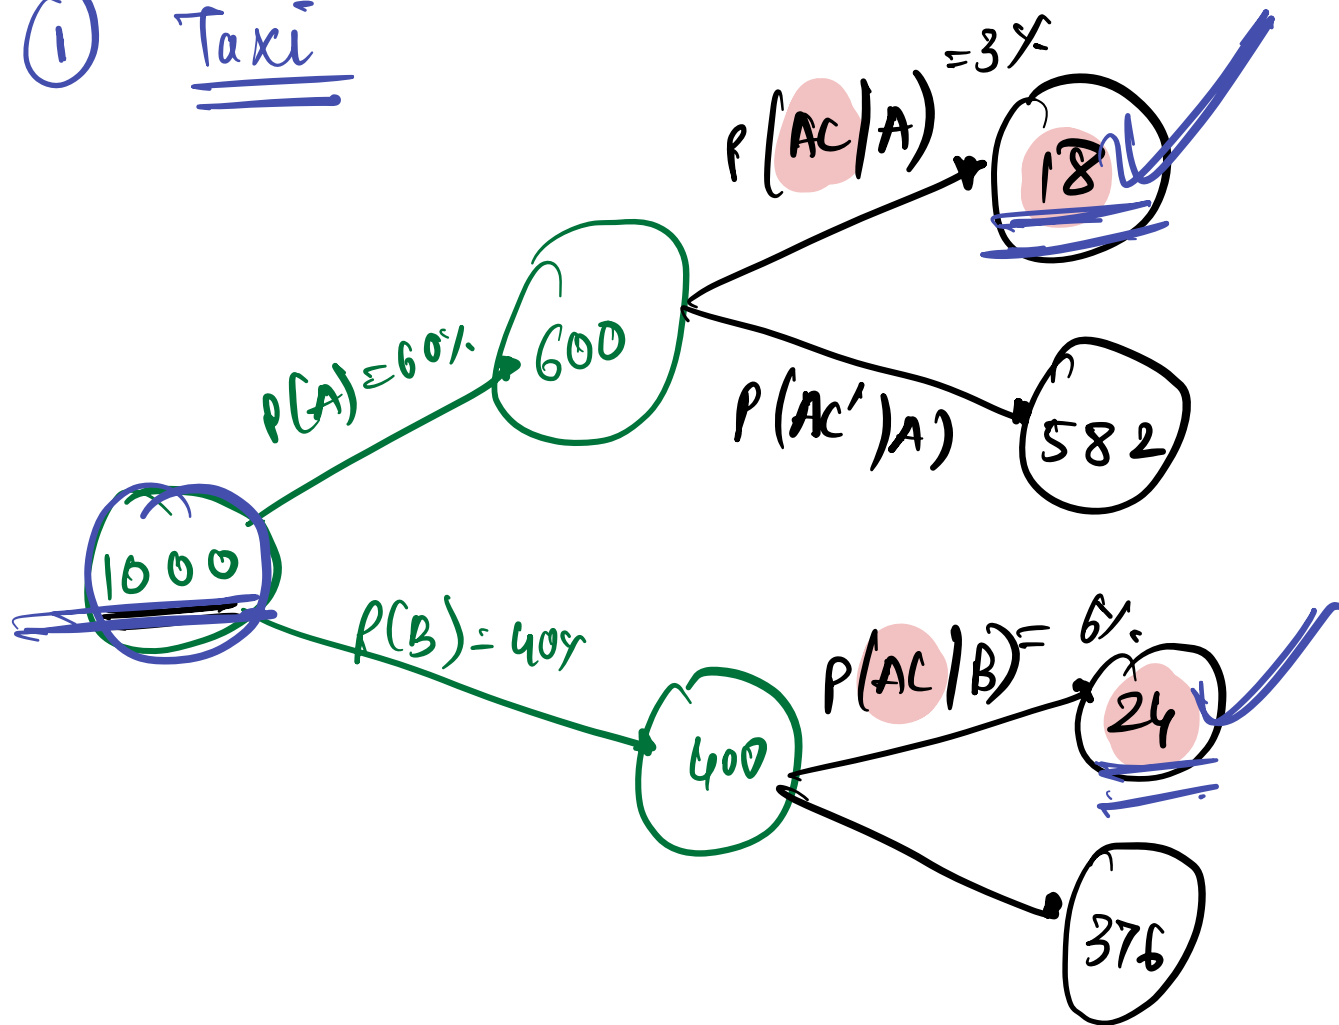 1 Taxi
P(AC|A) = 3%
18
P(A) = 60%
600
P(AC'|A)
582
1000
P(B) = 40%
P(AC|B) = 6%
24
400
376